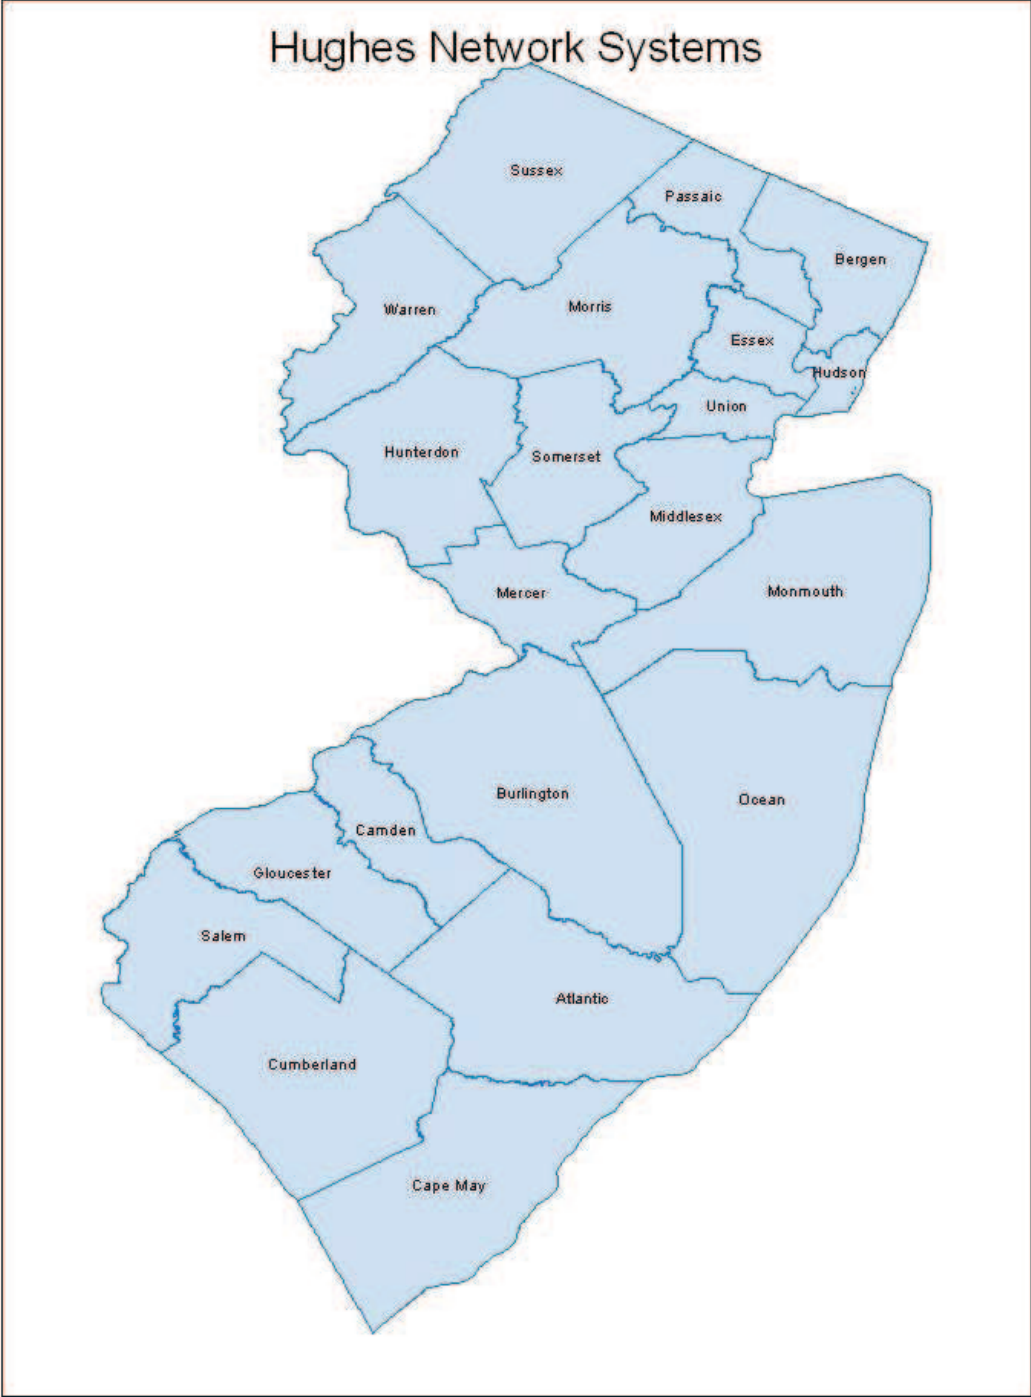 Hughes Network Systems
Sussex
Passaic
Bergen
Warren
Morris
Essex
Hudson
Union
Hunterdon
Somerset
Middlesex
Mercer
Monmouth
Burlington
Ocean
Camden
Gloucester
Salem
Atlantic
Cumberland
Cape May